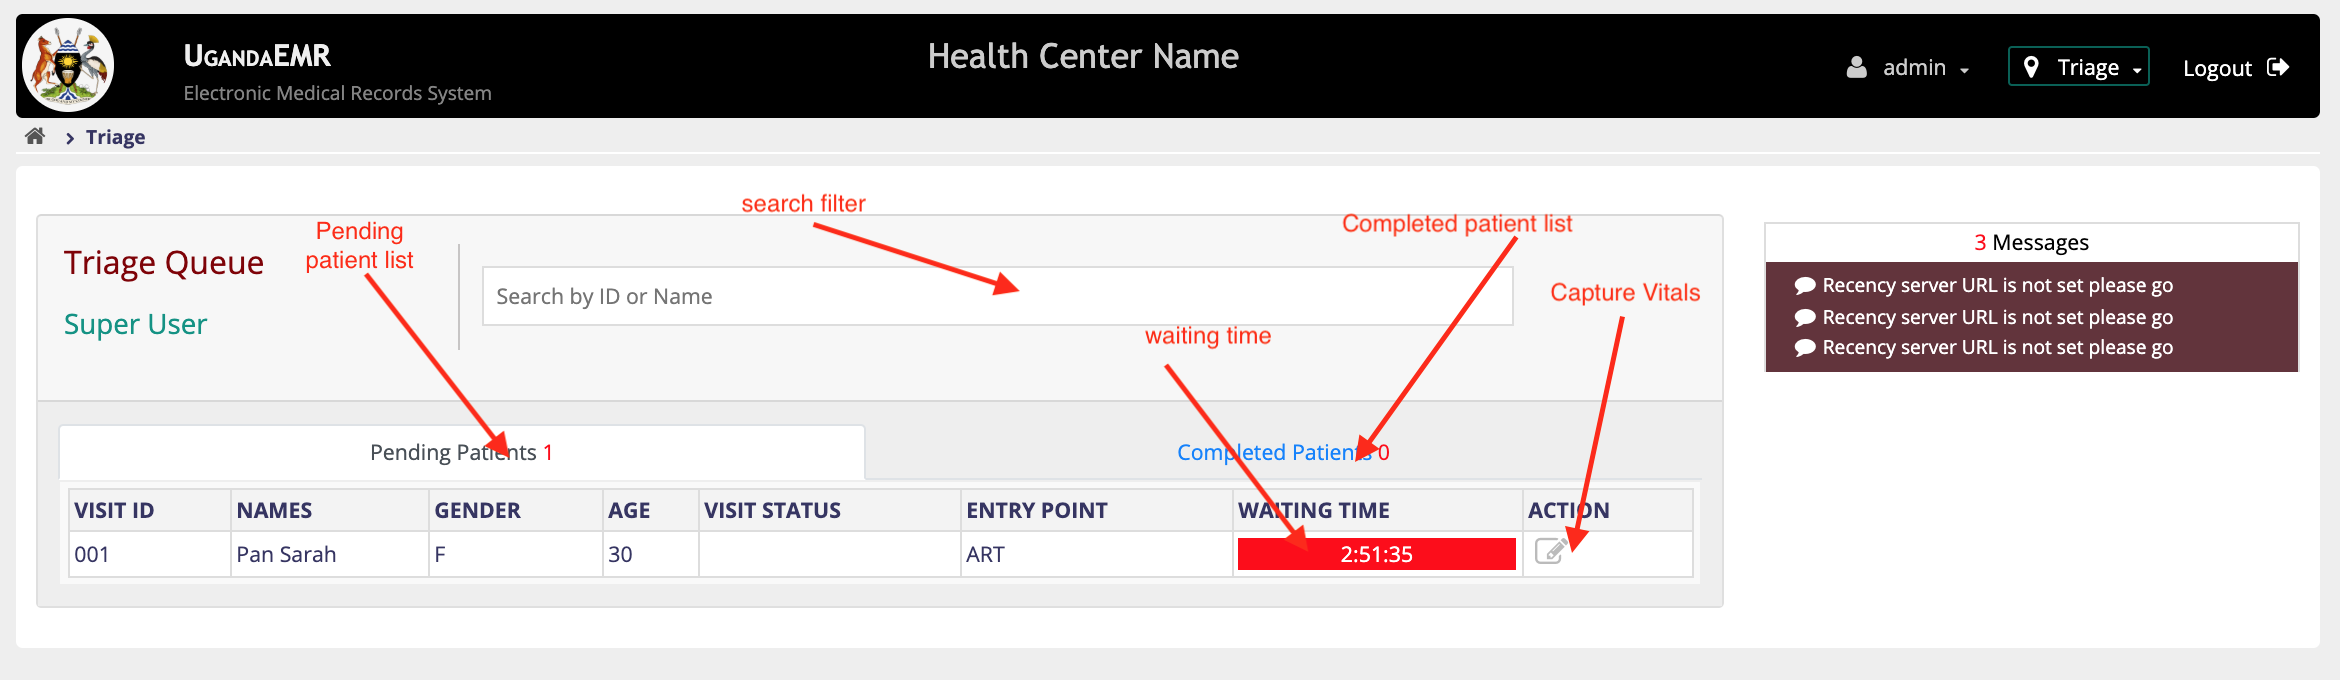 UGANDAEMR
Electronic Medical Records System
Health Center Name
admin
Triage
Logout
Triage
Triage Queue
Super User
Pending
patient list
search filter
Search by ID or Name
Completed patient list
Capture Vitals
waiting time
3 Messages
Recency server URL is not set please go
Recency server URL is not set please go
Recency server URL is not set please go
Pending Patients 1
Completed Patients 0
VISIT ID NAMES GENDER AGE VISIT STATUS ENTRY POINT WAITING TIME ACTION
001 Pan Sarah F 30 ART 2:51:35